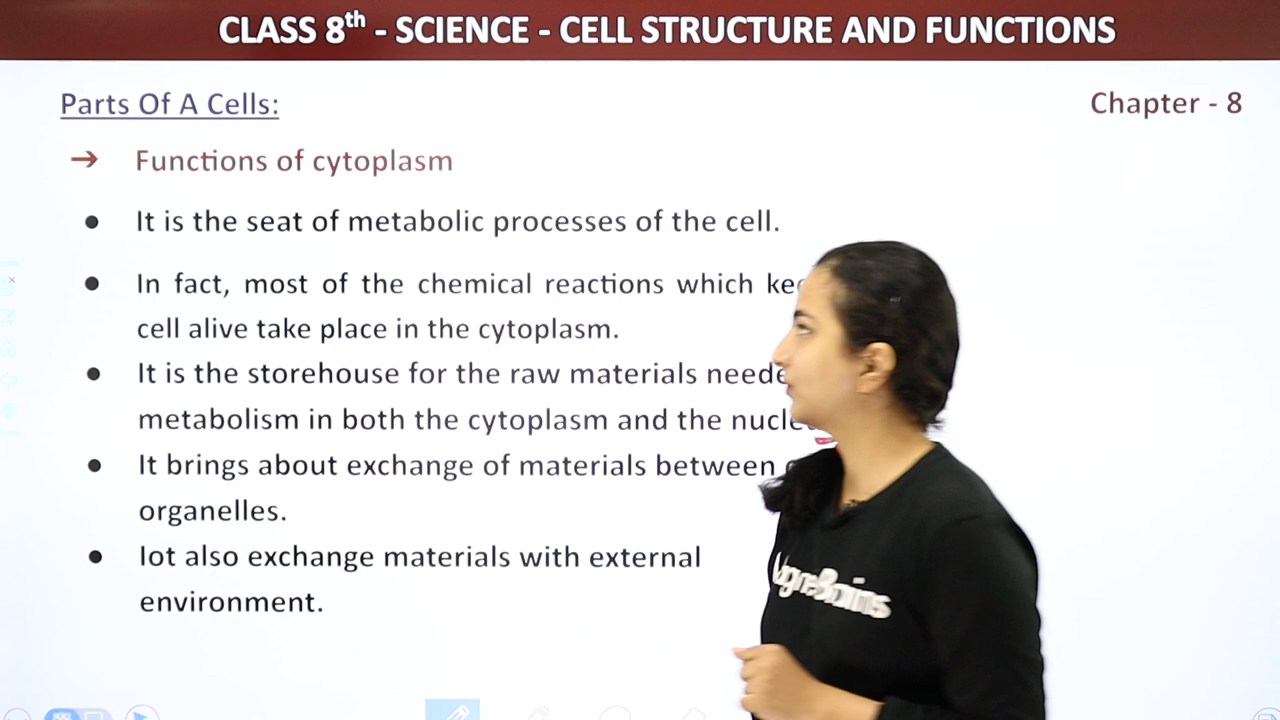 CLASS 8th - SCIENCE - CELL STRUCTURE AND FUNCTIONS
Parts Of A Cells:
Chapter - 8
➔ Functions of cytoplasm
● It is the seat of metabolic processes of the cell.
● In fact, most of the chemical reactions which
cell alive take place in the cytoplasm.
● It is the storehouse for the raw materials
metabolism in both the cytoplasm and the
● It brings about exchange of materials between
organelles.
● Iot also exchange materials with external
environment.